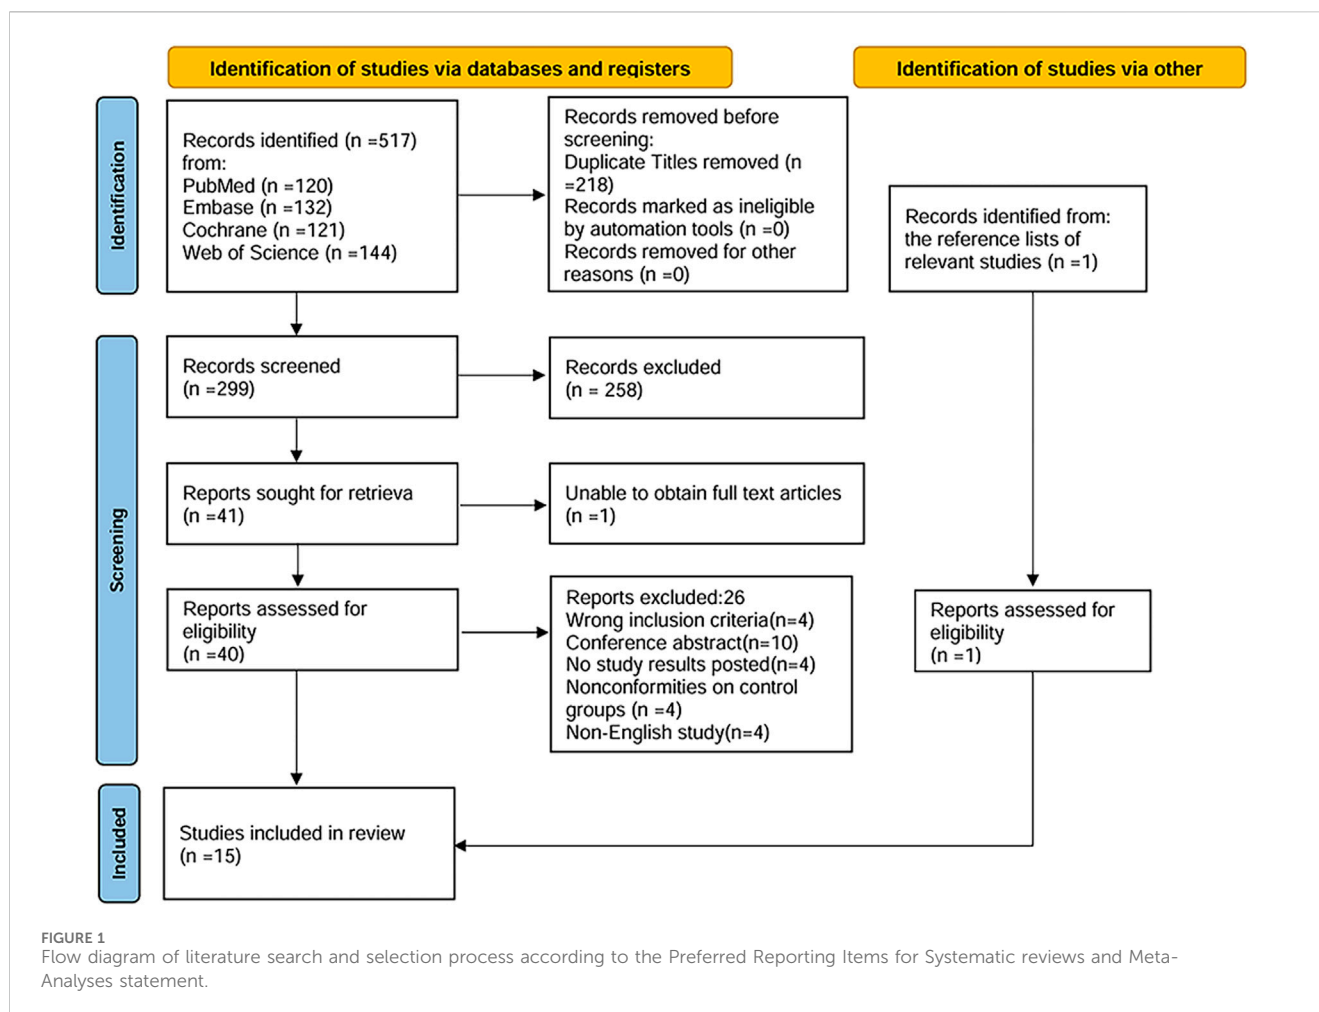 Identification of studies via databases and registers
Identification of studies via other
Identification
Records identified (n =517)
from:
PubMed (n =120)
Embase (n =132)
Cochrane (n =121)
Web of Science (n =144)
Records removed before
screening:
Duplicate Titles removed (n
=218)
Records marked as ineligible
by automation tools (n =0)
Records removed for other
reasons (n =0)
Records identified from:
the reference lists of
relevant studies (n =1)
Screening
Records screened
(n =299)
Records excluded
(n = 258)
Reports sought for retrieva
(n =41)
Unable to obtain full text articles
(n =1)
Reports assessed for
eligibility
(n =40)
Reports excluded:26
Wrong inclusion criteria(n=4)
Conference abstract(n=10)
No study results posted(n=4)
Nonconformities on control
groups (n =4)
Non-English study(n=4)
Reports assessed for
eligibility
(n =1)
Included
Studies included in review
(n =15)
FIGURE 1
Flow diagram of literature search and selection process according to the Preferred Reporting Items for Systematic reviews and Meta-
Analyses statement.